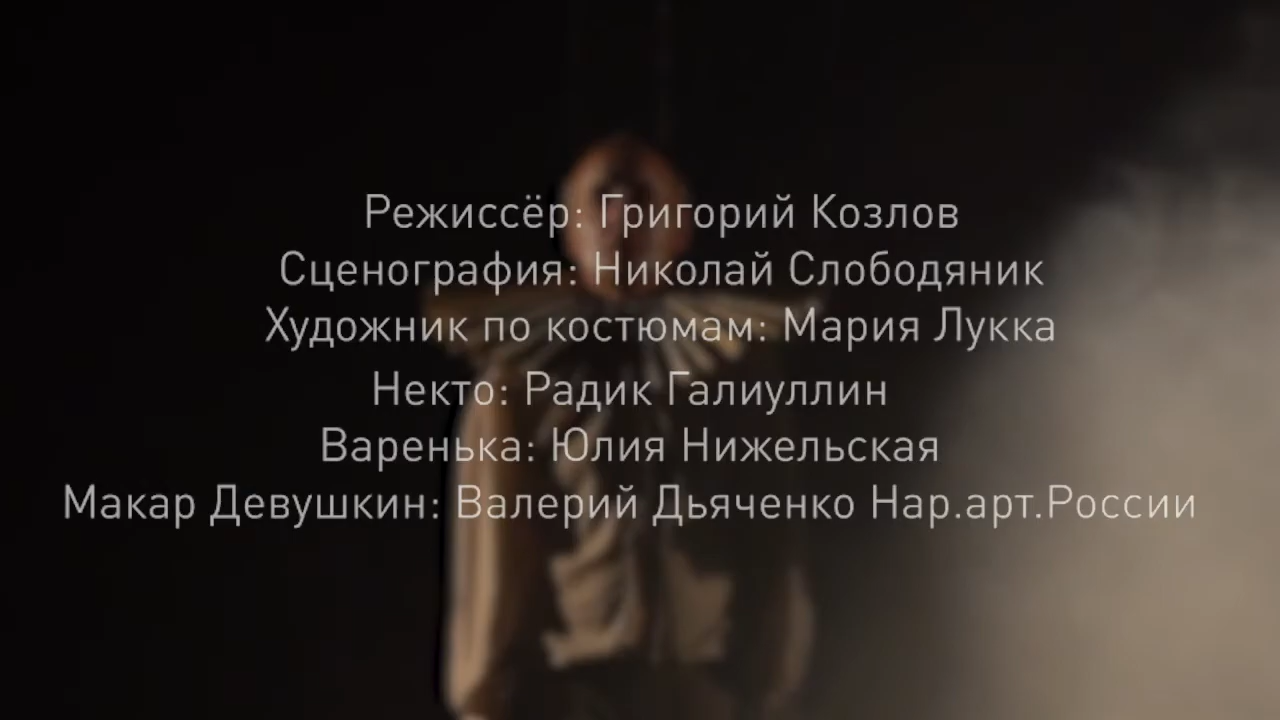 Режиссёр: Григорий Козлов
Сценография: Николай Слободяник
Художник по костюмам: Мария Лукка
Некто: Радик Галиуллин
Варенька: Юлия Нижельская
Макар Девушкин: Валерий Дьяченко Нар.арт.России